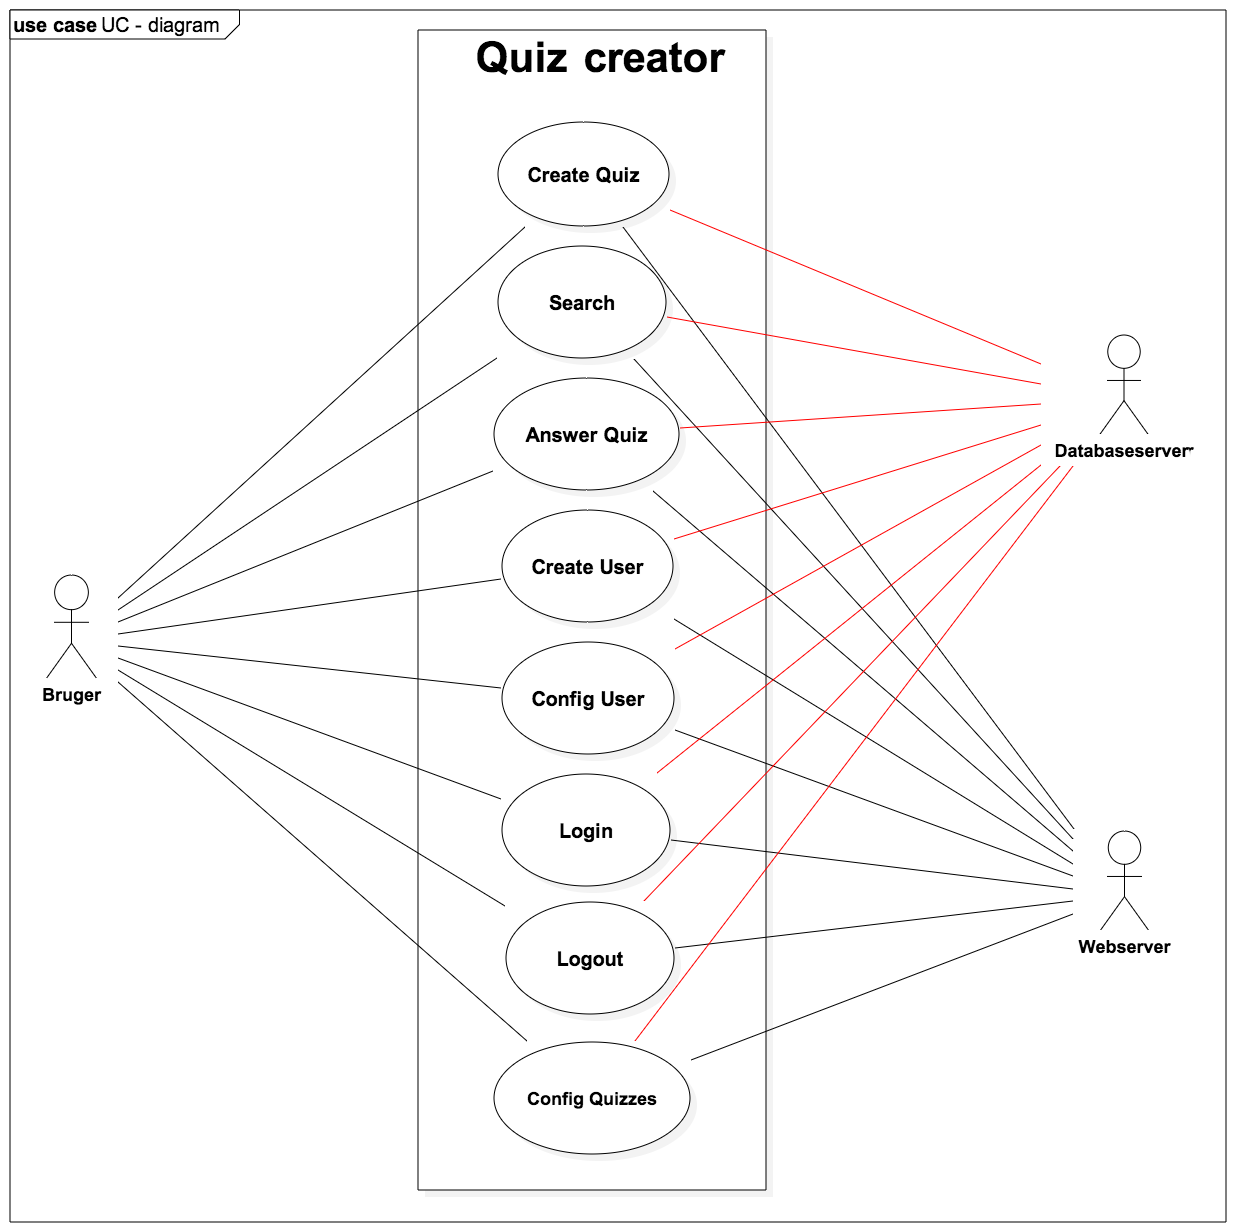 use case UC - diagram
Quiz creator
Create Quiz
Search
Answer Quiz
Create User
Config User
Login
Logout
Config Quizzes
Bruger
Databaseserver
Webserver